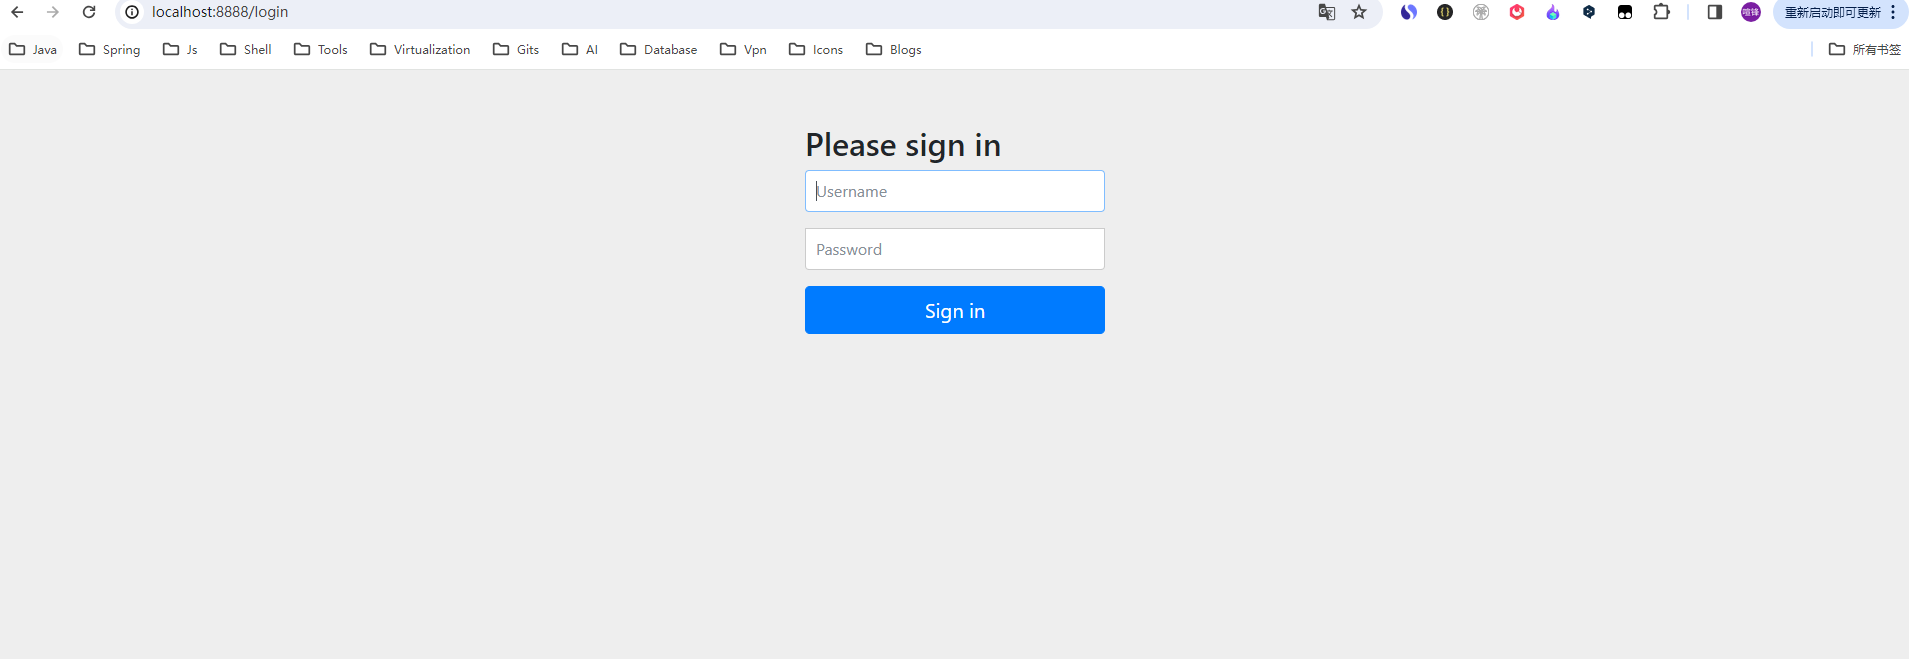 localhost:8888/login
重新启动即可更新
Java Spring Js Shell Tools Virtualization Gits AI Database Vpn Icons Blogs 所有书签
Please sign in
Username
Password
Sign in